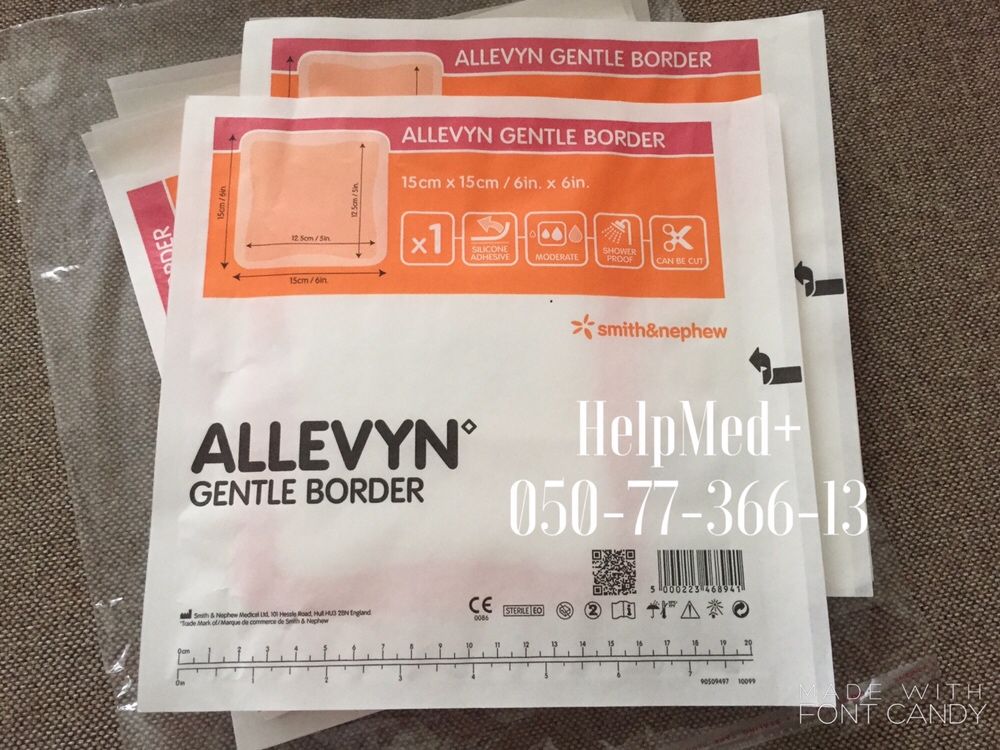 ALLEVYN GENTLE BORDER
ALLEVYN GENTLE BORDER
15cm x 15cm / 6in. x 6in.
15cm / 6in.
12.5cm / 5in.
12.5cm / 5in.
15cm / 6in.
x1
SILICONE
ADHESIVE
MODERATE
SHOWER
PROOF
CAN BE CUT
smith&nephew
ALLEVYN◇
GENTLE BORDER
HelpMed+
050-77-366-13
5 000223 468941
Smith & Nephew Medical Ltd, 101 Hessle Road, Hull HU3 2BN England
*Trade Mark of/Marque de commerce de Smith & Nephew
CE
0086
STERILE EO
2
0cm 1 2 3 4 5 6 7 8 9 10 11 12 13 14 15 16 17 18 19 20
0in 1 2 3 4 5 6 7
90509497 10099
MADE WITH
FONT CANDY